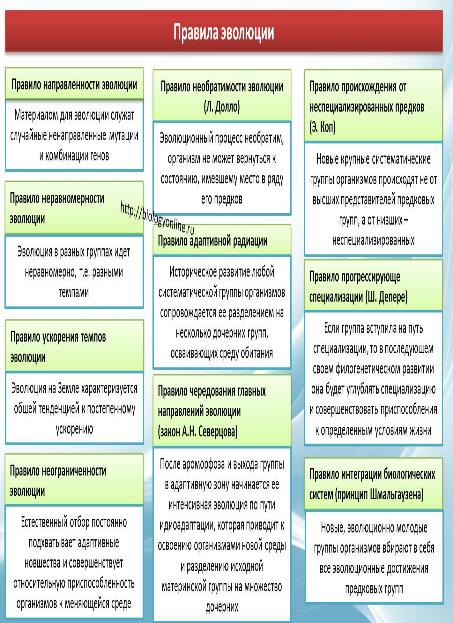 Правила эволюции
Правило направленности эволюции
Материалом для эволюции служат
случайные ненаправленные мутации
и комбинации генов
Правило неравномерности
эволюции
Эволюция в разных группах идет
неравномерно, т.е. разными
темпами
Правило ускорения темпов
эволюции
Эволюция на Земле характеризуется
общей тенденцией к постепенному
ускорению
Правило неограниченности
эволюции
Естественный отбор постоянно
подхватывает адаптивные
новшества и совершенствует
относительную приспособленность
организмов к меняющейся среде
Правило необратимости эволюции
(Л. Долло)
Эволюционный процесс необратим,
организм не может вернуться к
состоянию, имевшему место в ряду
его предков
http://biologyonline.ru
Правило адаптивной радиации
Историческое развитие любой
систематической группы организмов
сопровождается ее разделением на
несколько дочерних групп,
осваивающих среду обитания
Правило чередования главных
направлений эволюции
(закон А.Н. Северцова)
После ароморфоза и выхода группы
в адаптивную зону начинается ее
интенсивная эволюция по пути
идиоадаптации, которая приводит к
освоению организмами новой среды
и разделению исходной
материнской группы на множество
дочерних
Правило происхождения от
неспециализированных предков
(Э. Коп)
Новые крупные систематические
группы организмов происходят не от
высших представителей предковых
групп, а от низших –
неспециализированных
Правило прогрессирующе
специализации (Ш. Депере)
Если группа вступила на путь
специализации, то в последующем
своем филогенетическом развитии
она будет углублять специализацию
и совершенствовать приспособления
к определенным условиям жизни
Правило интеграции биологических
систем (принцип Шмальгаузена)
Новые, эволюционно молодые
группы организмов вбирают в себя
все эволюционные достижения
предковых групп